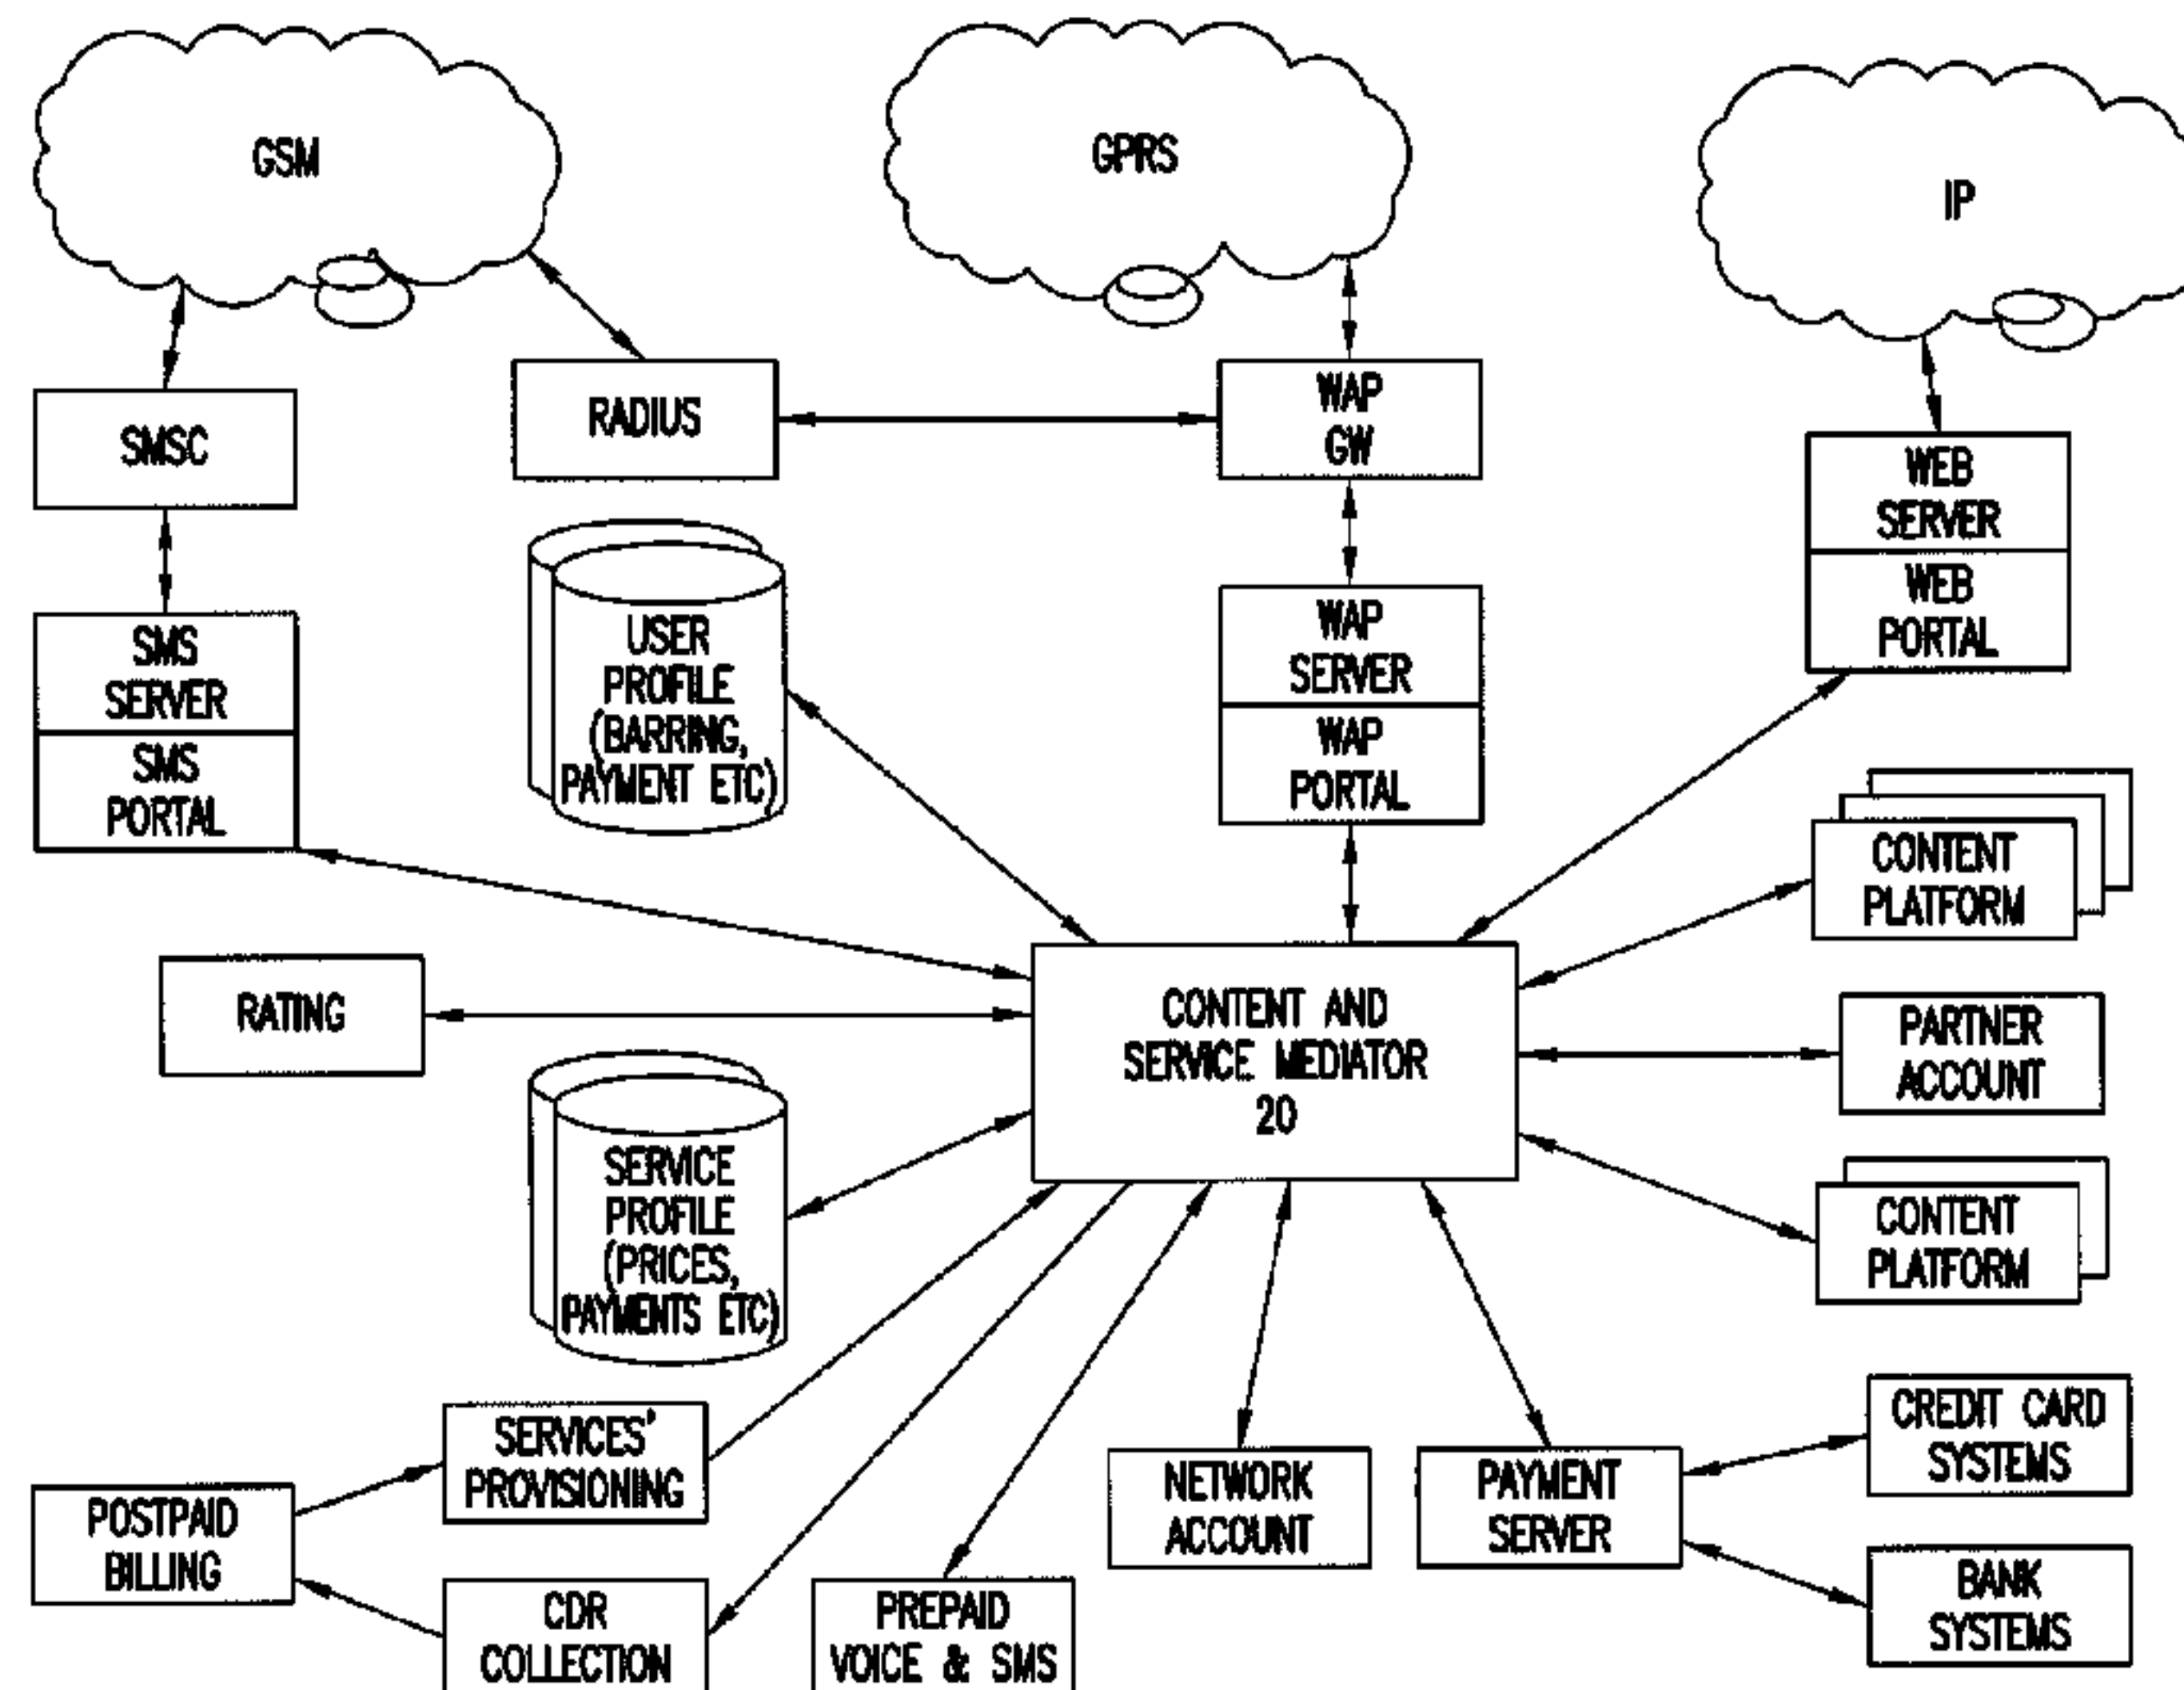 GSM
GPRS
IP
SMSC
RADIUS
WAP
GW
WEB
SERVER
WEB
PORTAL
SMS
SERVER
SMS
PORTAL
USER
PROFILE
(BARRING,
PAYMENT ETC)
WAP
SERVER
WAP
PORTAL
CONTENT
PLATFORM
RATING
CONTENT AND
SERVICE MEDIATOR
20
PARTNER
ACCOUNT
SERVICE
PROFILE
(PRICES,
PAYMENTS ETC)
CONTENT
PLATFORM
SERVICES'
PROVISIONING
POSTPAID
BILLING
CDR
COLLECTION
PREPAID
VOICE & SMS
NETWORK
ACCOUNT
PAYMENT
SERVER
CREDIT CARD
SYSTEMS
BANK
SYSTEMS